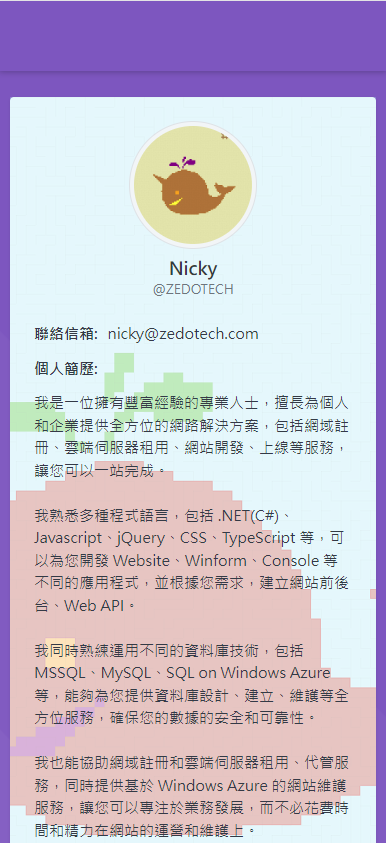 Nicky
@ZEDOTECH
聯絡信箱: nicky@zedotech.com
個人簡歷:
我是一位擁有豐富經驗的專業人士，擅長為個人
和企業提供全方位的網路解決方案，包括網域註
冊、雲端伺服器租用、網站開發、上線等服務，
讓您可以一站完成。
我熟悉多種程式語言，包括 .NET(C#)、
Javascript、jQuery、CSS、TypeScript 等，可
以為您開發 Website、Winform、Console 等
不同的應用程式，並根據您需求，建立網站前後
台、Web API。
我同時熟練運用不同的資料庫技術，包括
MSSQL、MySQL、SQL on Windows Azure
等，能夠為您提供資料庫設計、建立、維護等全
方位服務，確保您的數據的安全和可靠性。
我也能協助網域註冊和雲端伺服器租用、代管服
務，同時提供基於 Windows Azure 的網站維護
服務，讓您可以專注於業務發展，而不必花費時
間和精力在網站的運營和維護上。